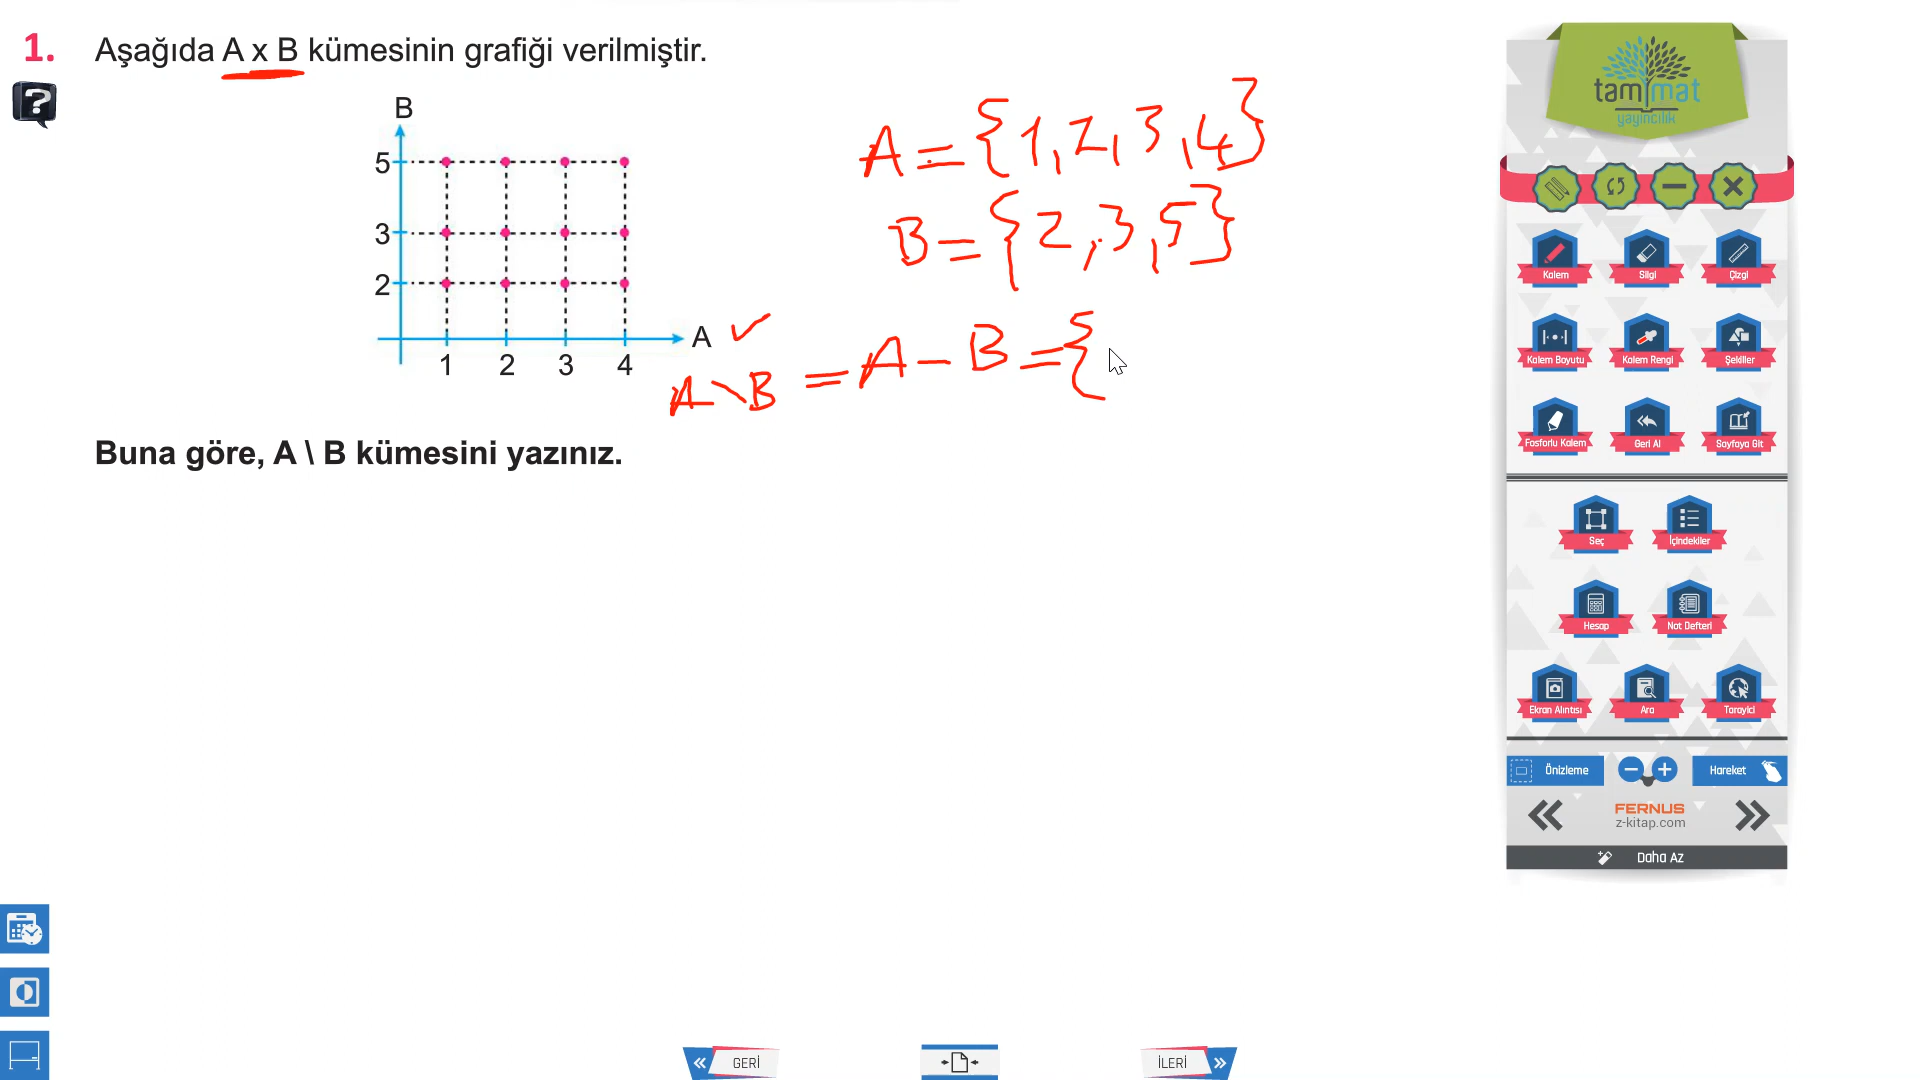 1. Aşağıda A x B kümesinin grafiği verilmiştir.
B
5
3
2
A
1 2 3 4
A = {1, 2, 3, 4}
B = {2, 3, 5}
A \ B = A - B = {
Buna göre, A \ B kümesini yazınız.
tammat
yayıncılık
Kalem Silgi Çizgi
Kalem Boyutu Kalem Rengi Şekiller
Fosforlu Kalem Geri Al Sayfaya Git
Seç İçindekiler
Hesap Not Defteri
Ekran Alıntısı Ara Tarayici
Önizleme Hareket
FERNUS
z-kitap.com
Daha Az
GERİ İLERİ